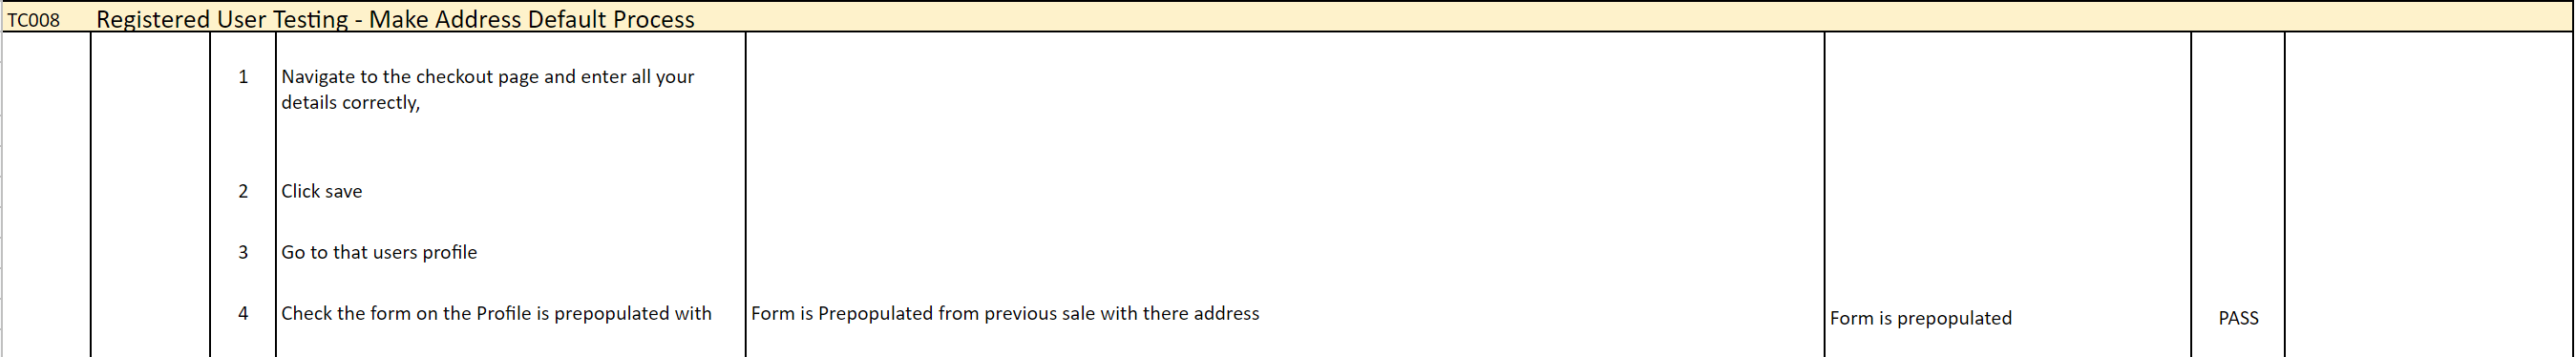 TC008 Registered User Testing - Make Address Default Process
1 Navigate to the checkout page and enter all your
details correctly,
2 Click save
3 Go to that users profile
4 Check the form on the Profile is prepopulated with Form is Prepopulated from previous sale with there address Form is prepopulated PASS